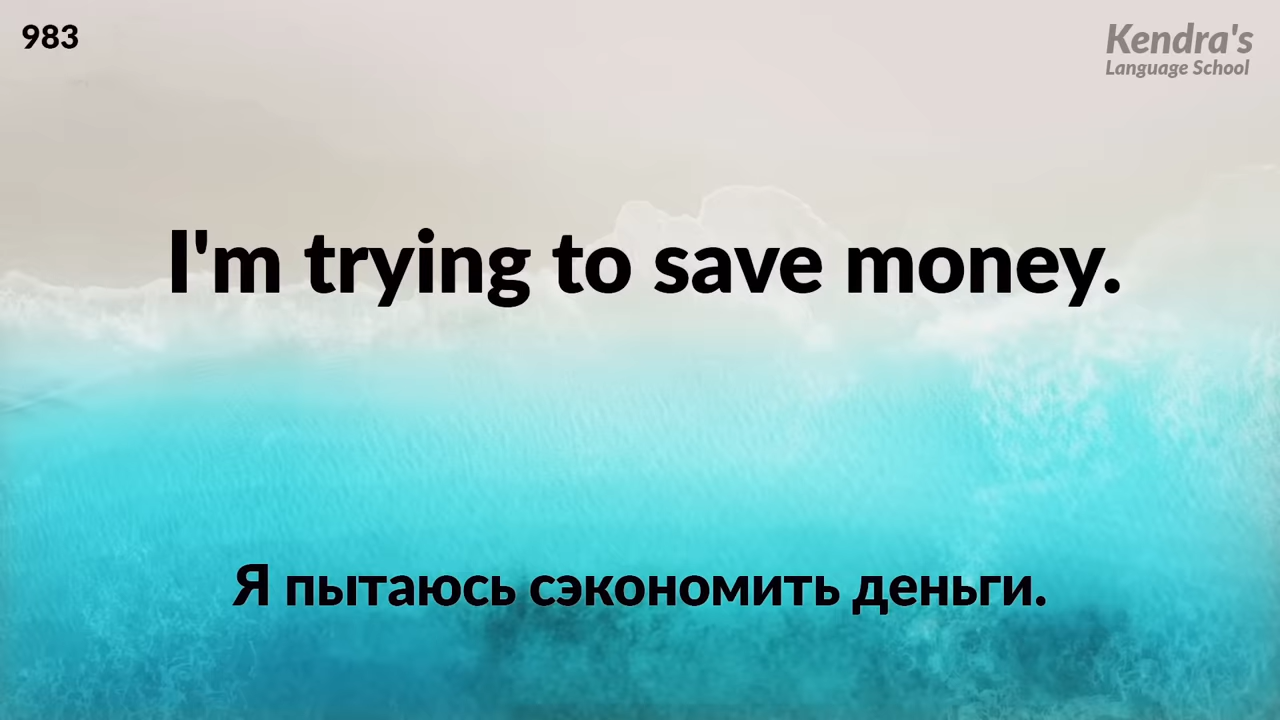 983
Kendra's
Language School
I'm trying to save money.
Я пытаюсь сэкономить деньги.